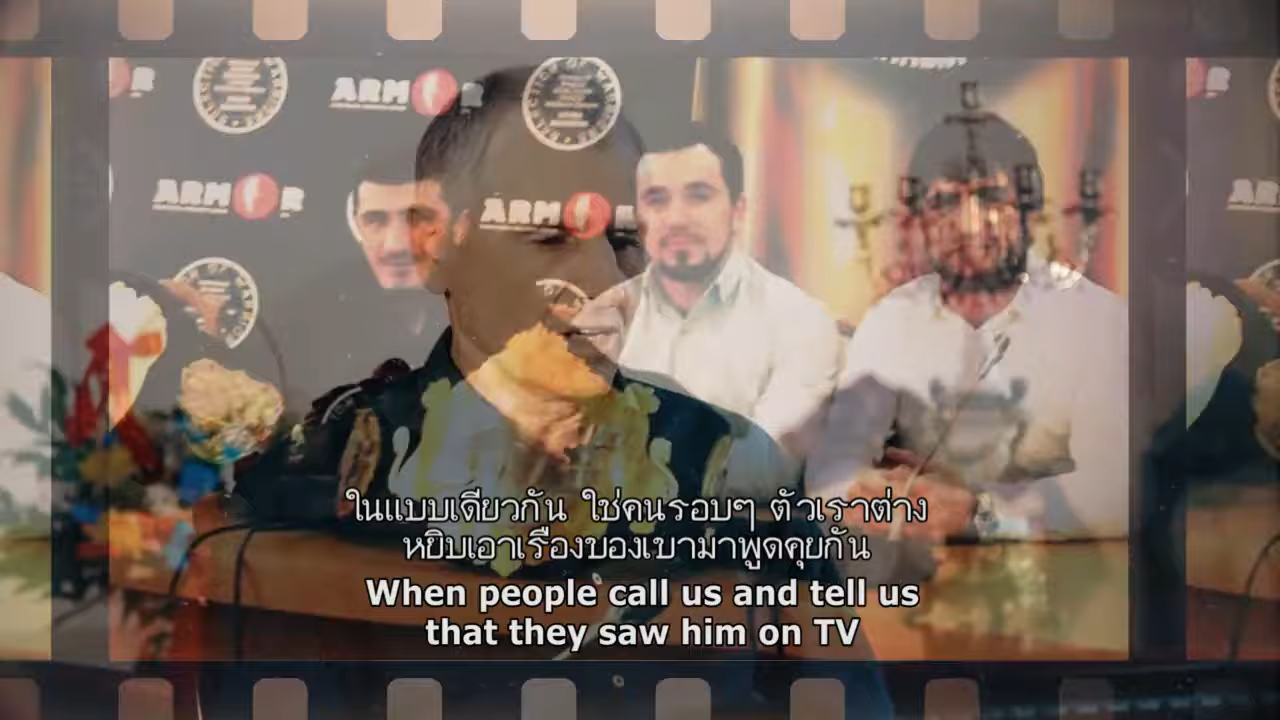 ARMOR
ARMOR
ARMOR
ในแบบเดียวกัน ใช่คนรอบๆ ตัวเราต่าง
หยิบเอาเรื่องของเขามาพูดคุยกัน
When people call us and tell us
that they saw him on TV